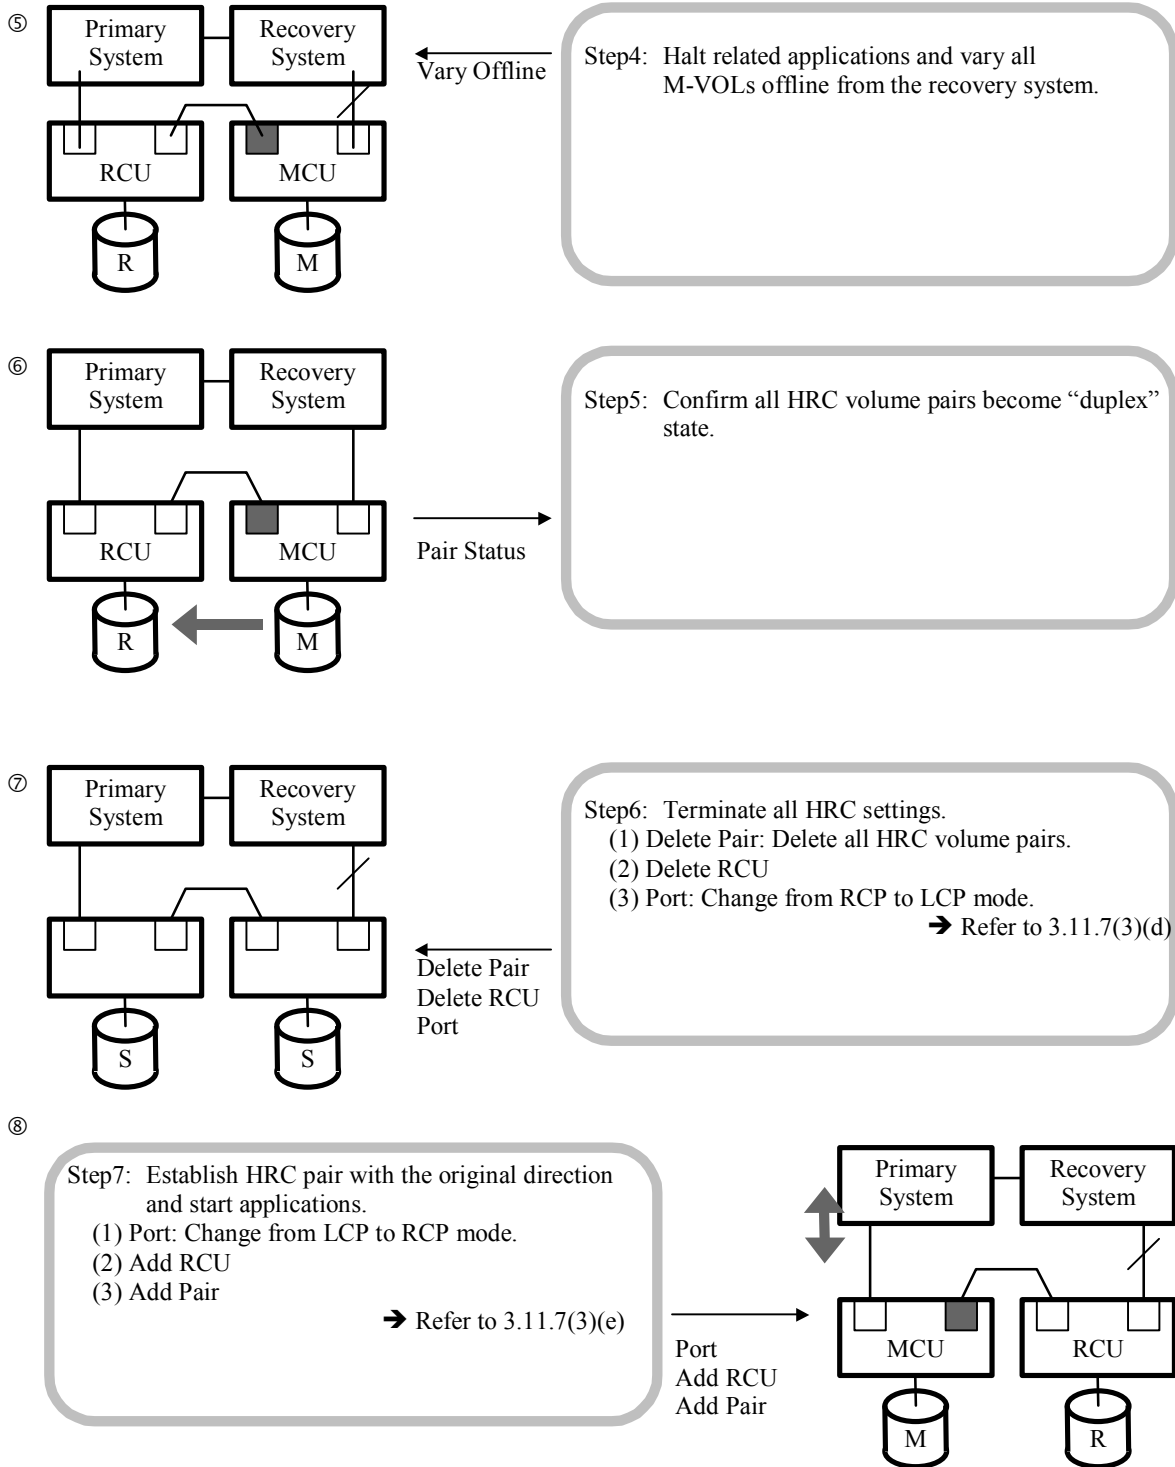 ⑤
Primary System
Recovery System
RCU
MCU
R
M
Vary Offline
Step4: Halt related applications and vary all
M-VOLs offline from the recovery system.
⑥
Primary System
Recovery System
RCU
MCU
R
M
Pair Status
Step5: Confirm all HRC volume pairs become “duplex”
state.
⑦
Primary System
Recovery System
S
S
Delete Pair
Delete RCU
Port
Step6: Terminate all HRC settings.
(1) Delete Pair: Delete all HRC volume pairs.
(2) Delete RCU
(3) Port: Change from RCP to LCP mode.
➔ Refer to 3.11.7(3)(d)
⑧
Step7: Establish HRC pair with the original direction
and start applications.
(1) Port: Change from LCP to RCP mode.
(2) Add RCU
(3) Add Pair
➔ Refer to 3.11.7(3)(e)
Port
Add RCU
Add Pair
Primary System
Recovery System
MCU
RCU
M
R